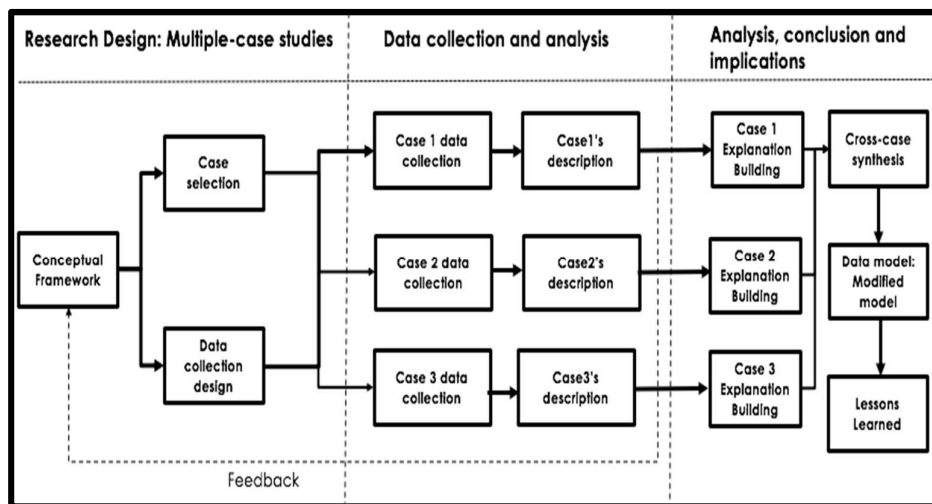 Research Design: Multiple-case studies
Data collection and analysis
Analysis, conclusion and
implications
Conceptual
Framework
Case
selection
Data
collection
design
Case 1 data
collection
Case1's
description
Case 2 data
collection
Case2's
description
Case 3 data
collection
Case3's
description
Case 1
Explanation
Building
Case 2
Explanation
Building
Case 3
Explanation
Building
Cross-case
synthesis
Data model:
Modified
model
Lessons
Learned
Feedback